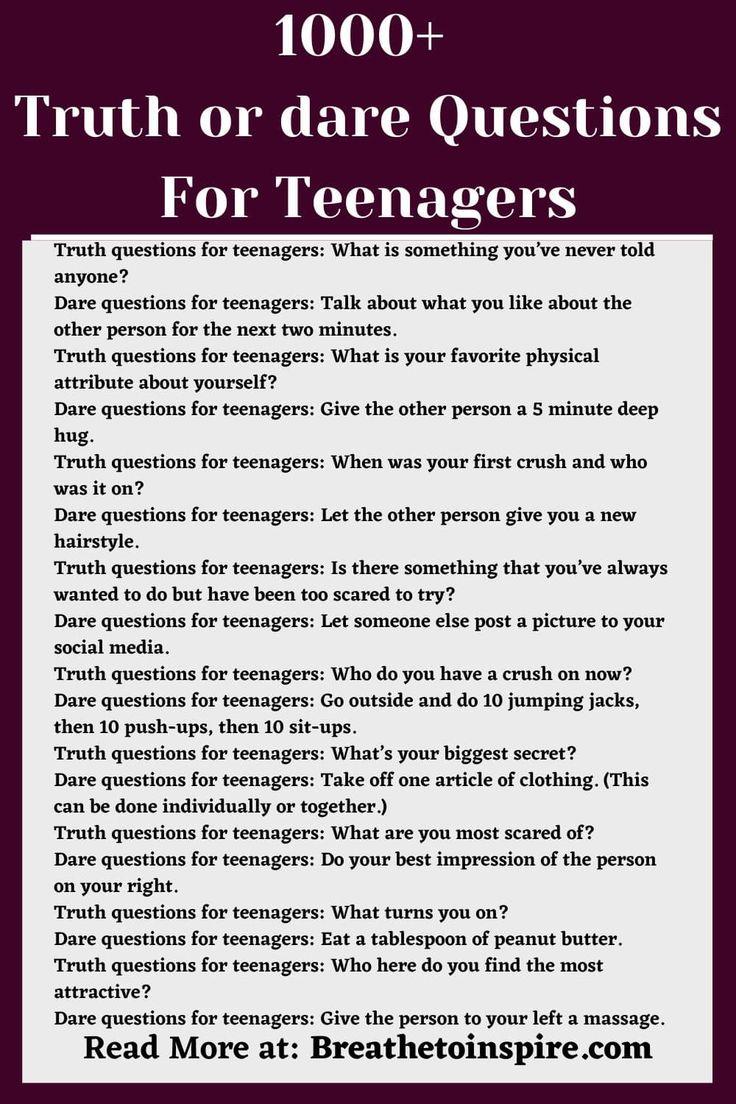 1000+
Truth or dare Questions
For Teenagers
Truth questions for teenagers: What is something you’ve never told
anyone?
Dare questions for teenagers: Talk about what you like about the
other person for the next two minutes.
Truth questions for teenagers: What is your favorite physical
attribute about yourself?
Dare questions for teenagers: Give the other person a 5 minute deep
hug.
Truth questions for teenagers: When was your first crush and who
was it on?
Dare questions for teenagers: Let the other person give you a new
hairstyle.
Truth questions for teenagers: Is there something that you’ve always
wanted to do but have been too scared to try?
Dare questions for teenagers: Let someone else post a picture to your
social media.
Truth questions for teenagers: Who do you have a crush on now?
Dare questions for teenagers: Go outside and do 10 jumping jacks,
then 10 push-ups, then 10 sit-ups.
Truth questions for teenagers: What’s your biggest secret?
Dare questions for teenagers: Take off one article of clothing. (This
can be done individually or together.)
Truth questions for teenagers: What are you most scared of?
Dare questions for teenagers: Do your best impression of the person
on your right.
Truth questions for teenagers: What turns you on?
Dare questions for teenagers: Eat a tablespoon of peanut butter.
Truth questions for teenagers: Who here do you find the most
attractive?
Dare questions for teenagers: Give the person to your left a massage.
Read More at: Breathetoinspire.com